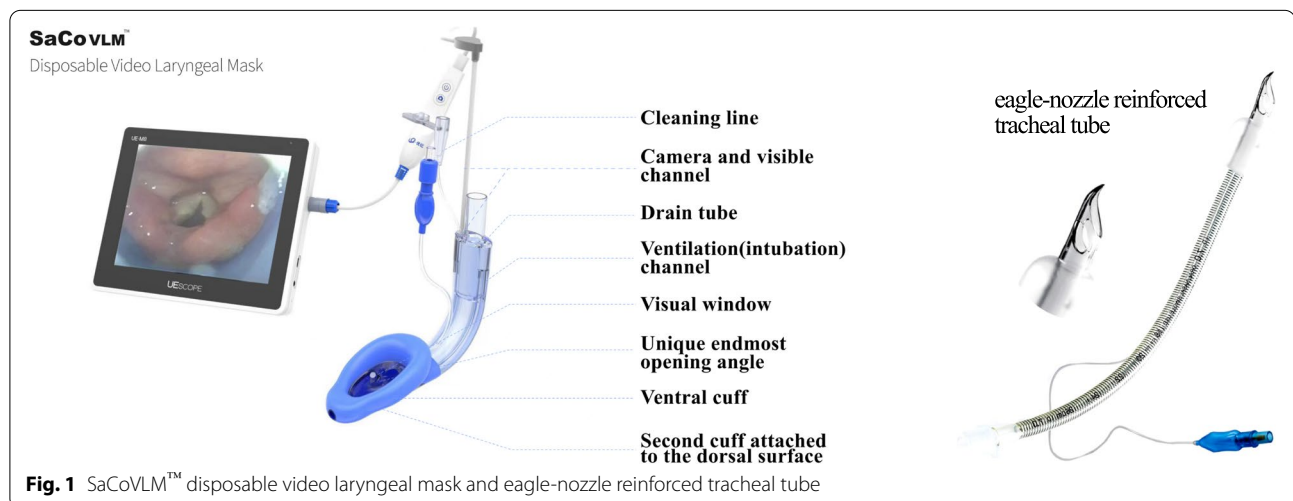 SaCoVLM™
Disposable Video Laryngeal Mask
UE-M8
UESCOPE
Cleaning line
Camera and visible
channel
Drain tube
Ventilation(intubation)
channel
Visual window
Unique endmost
opening angle
Ventral cuff
Second cuff attached
to the dorsal surface
eagle-nozzle reinforced
tracheal tube
Fig. 1 SaCoVLM™ disposable video laryngeal mask and eagle-nozzle reinforced tracheal tube